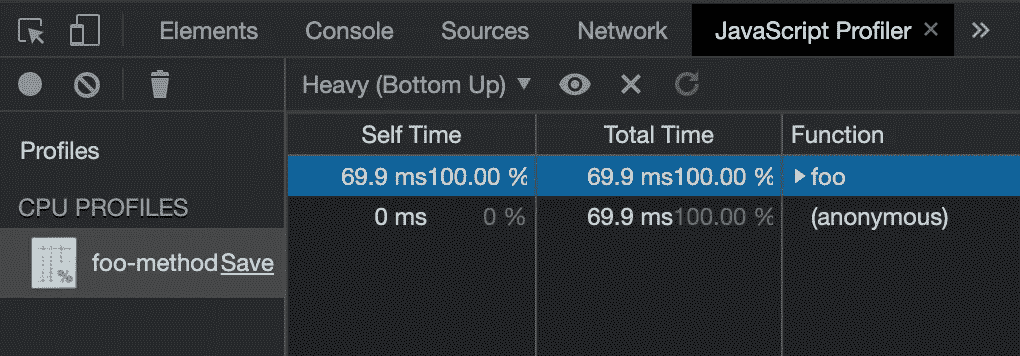 Elements Console Sources Network JavaScript Profiler × »
Heavy (Bottom Up) ▼
Profiles
CPU PROFILES
foo-method Save
%
Self Time Total Time Function
69.9 ms 100.00 % 69.9 ms 100.00 % ▶ foo
0 ms 0 % 69.9 ms 100.00 % (anonymous)